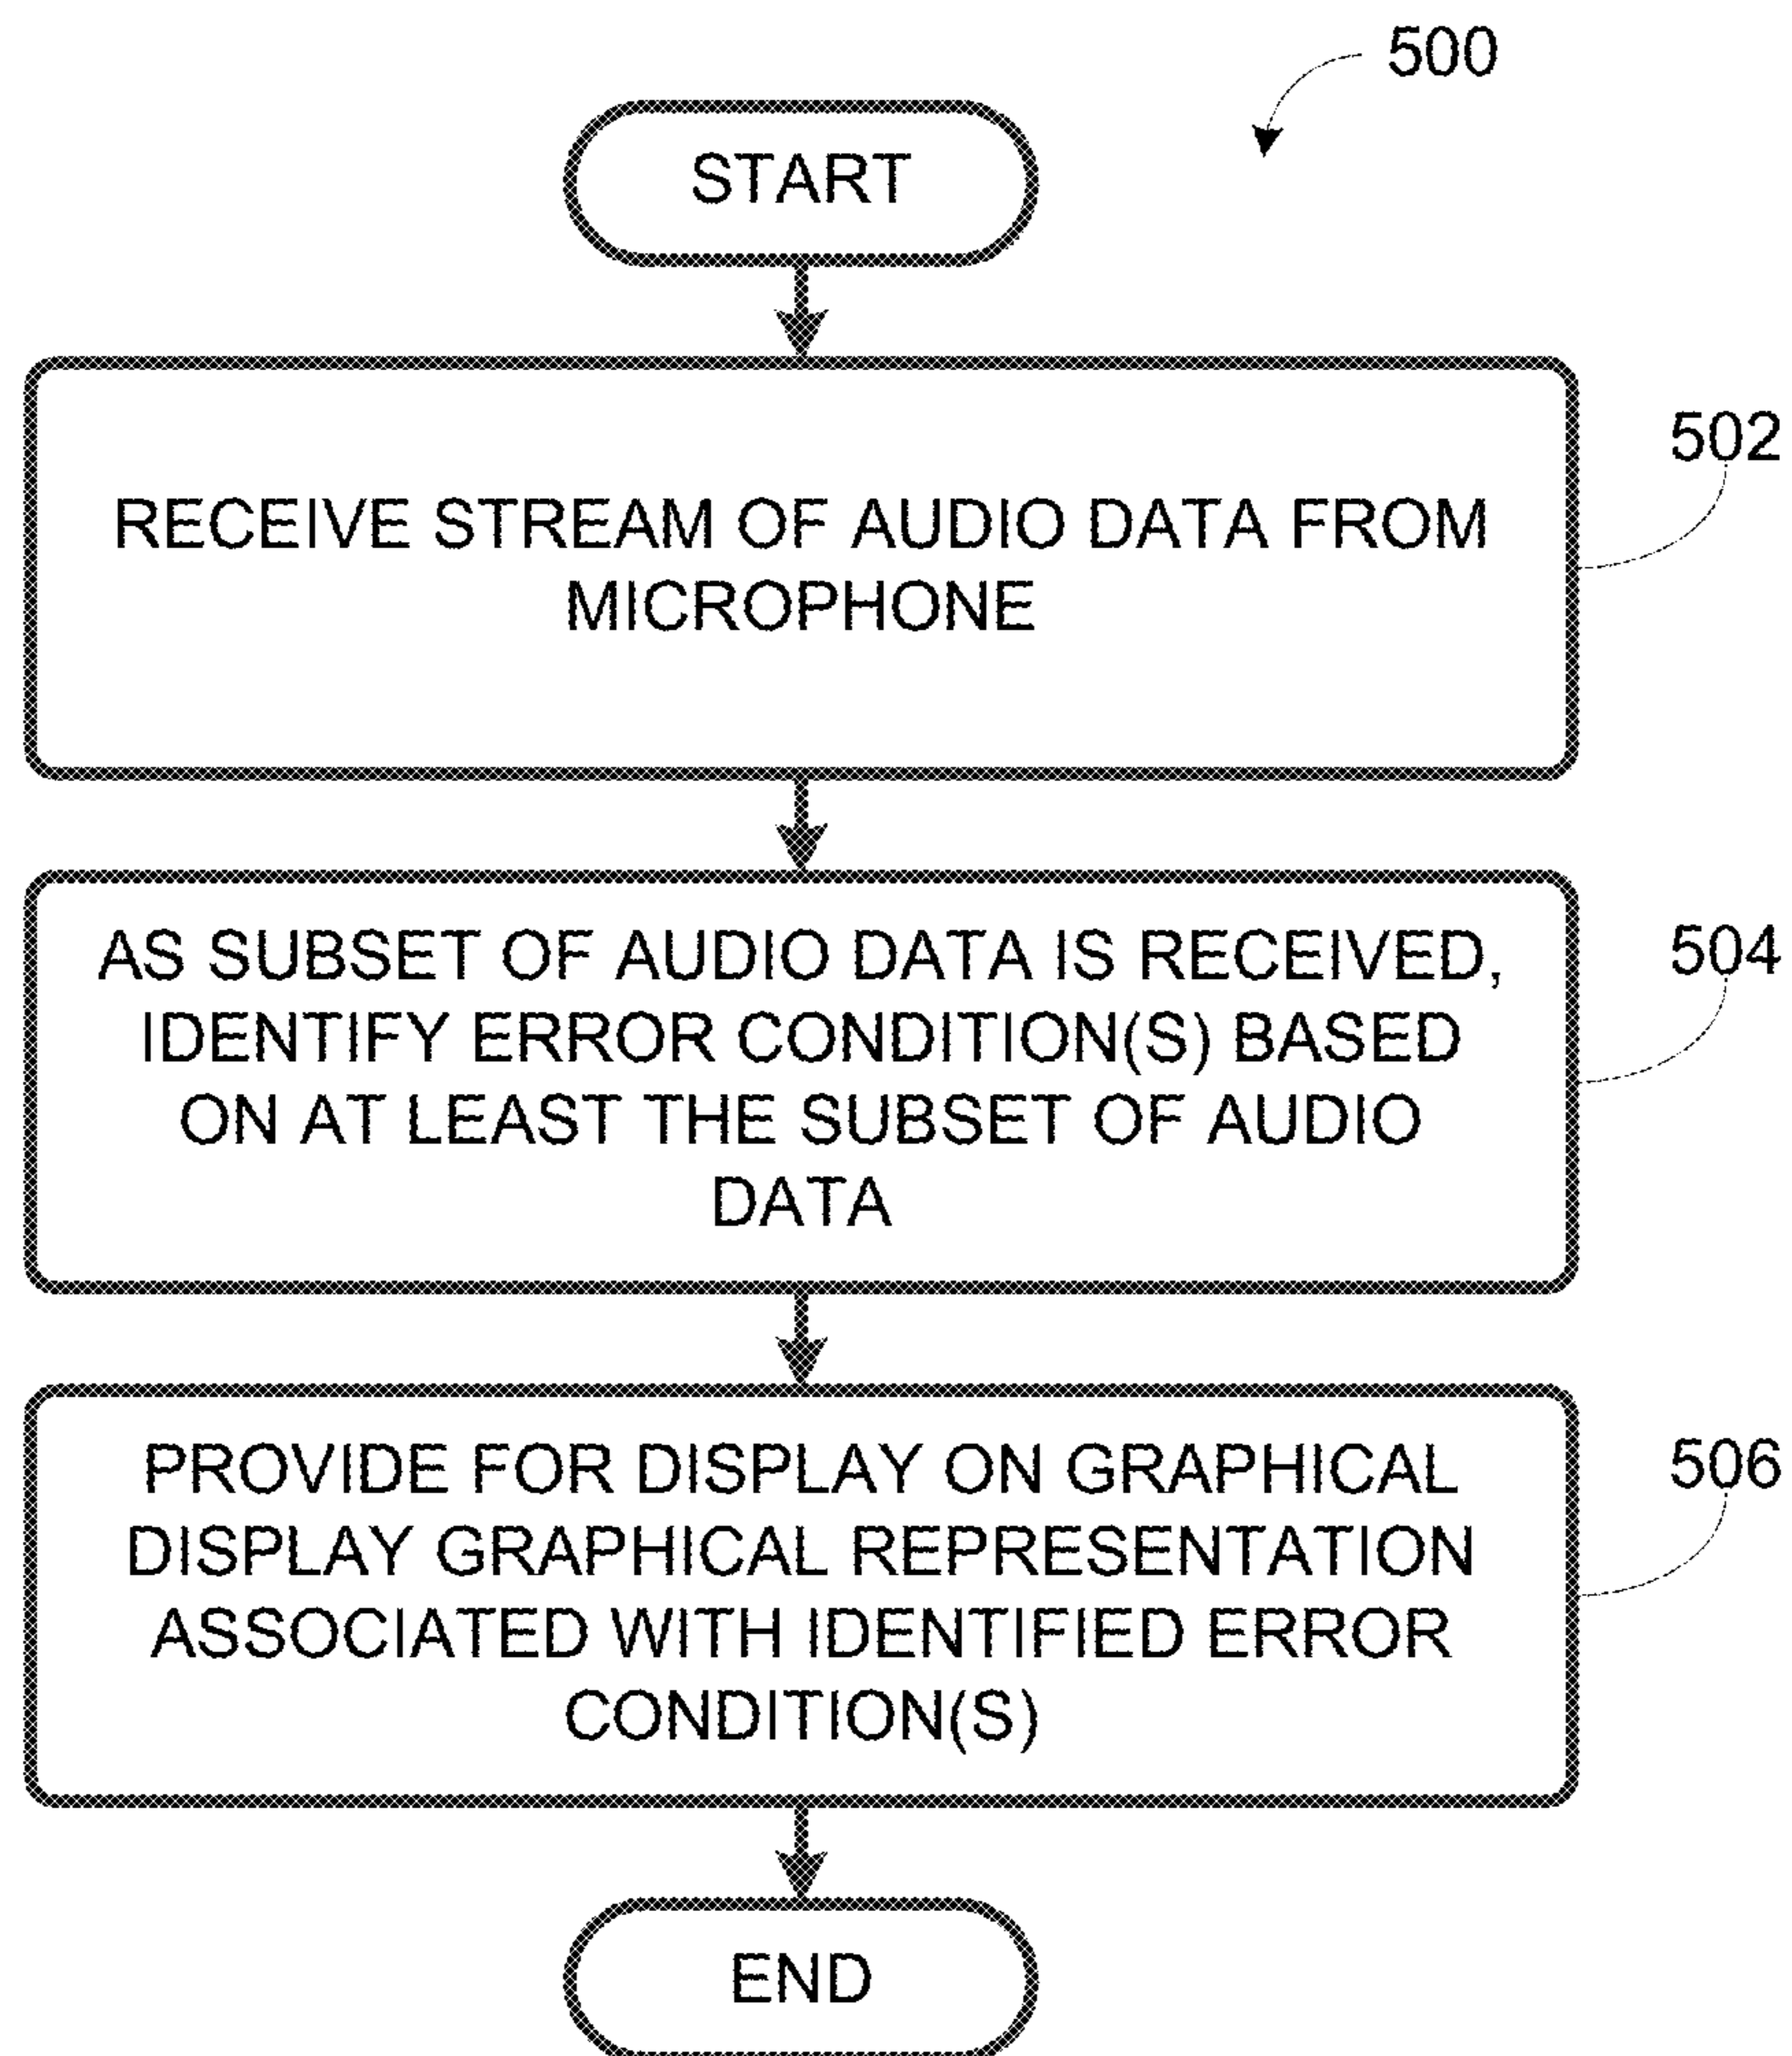 500
START
RECEIVE STREAM OF AUDIO DATA FROM
MICROPHONE
502
AS SUBSET OF AUDIO DATA IS RECEIVED,
IDENTIFY ERROR CONDITION(S) BASED
ON AT LEAST THE SUBSET OF AUDIO
DATA
504
PROVIDE FOR DISPLAY ON GRAPHICAL
DISPLAY GRAPHICAL REPRESENTATION
ASSOCIATED WITH IDENTIFIED ERROR
CONDITION(S)
506
END